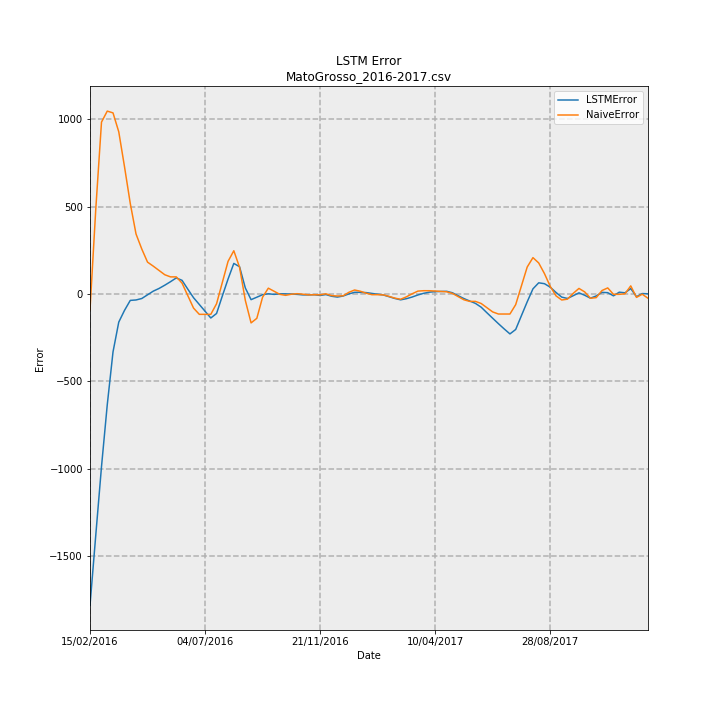 LSTM Error
MatoGrosso_2016-2017.csv
LSTMError
NaiveError
1000
500
0
−500
−1000
−1500
Error
15/02/2016
04/07/2016
21/11/2016
10/04/2017
28/08/2017
Date